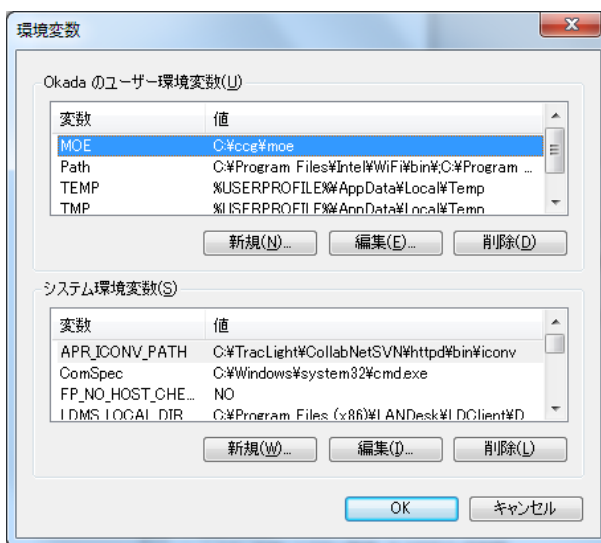 環境変数
Okada のユーザー環境変数(U)
変数 値
MOE C:¥ccg¥moe
Path C:¥Program Files¥Intel¥WiFi¥bin¥;C:¥Program ...
TEMP %USERPROFILE%¥AppData¥Local¥Temp
TMP %USERPROFILE%¥AppData¥Local¥Temp
新規(N)... 編集(E)... 削除(D)
システム環境変数(S)
変数 値
APR_ICONV_PATH C:¥TracLight¥CollabNetSVN¥httpd¥bin¥iconv
ComSpec C:¥Windows¥system32¥cmd.exe
FP_NO_HOST_CHE... NO
LDMS_LOCAL_DIR C:¥Program Files (x86)¥LANDesk¥LDClient¥D
新規(W)... 編集(I)... 削除(L)
OK キャンセル